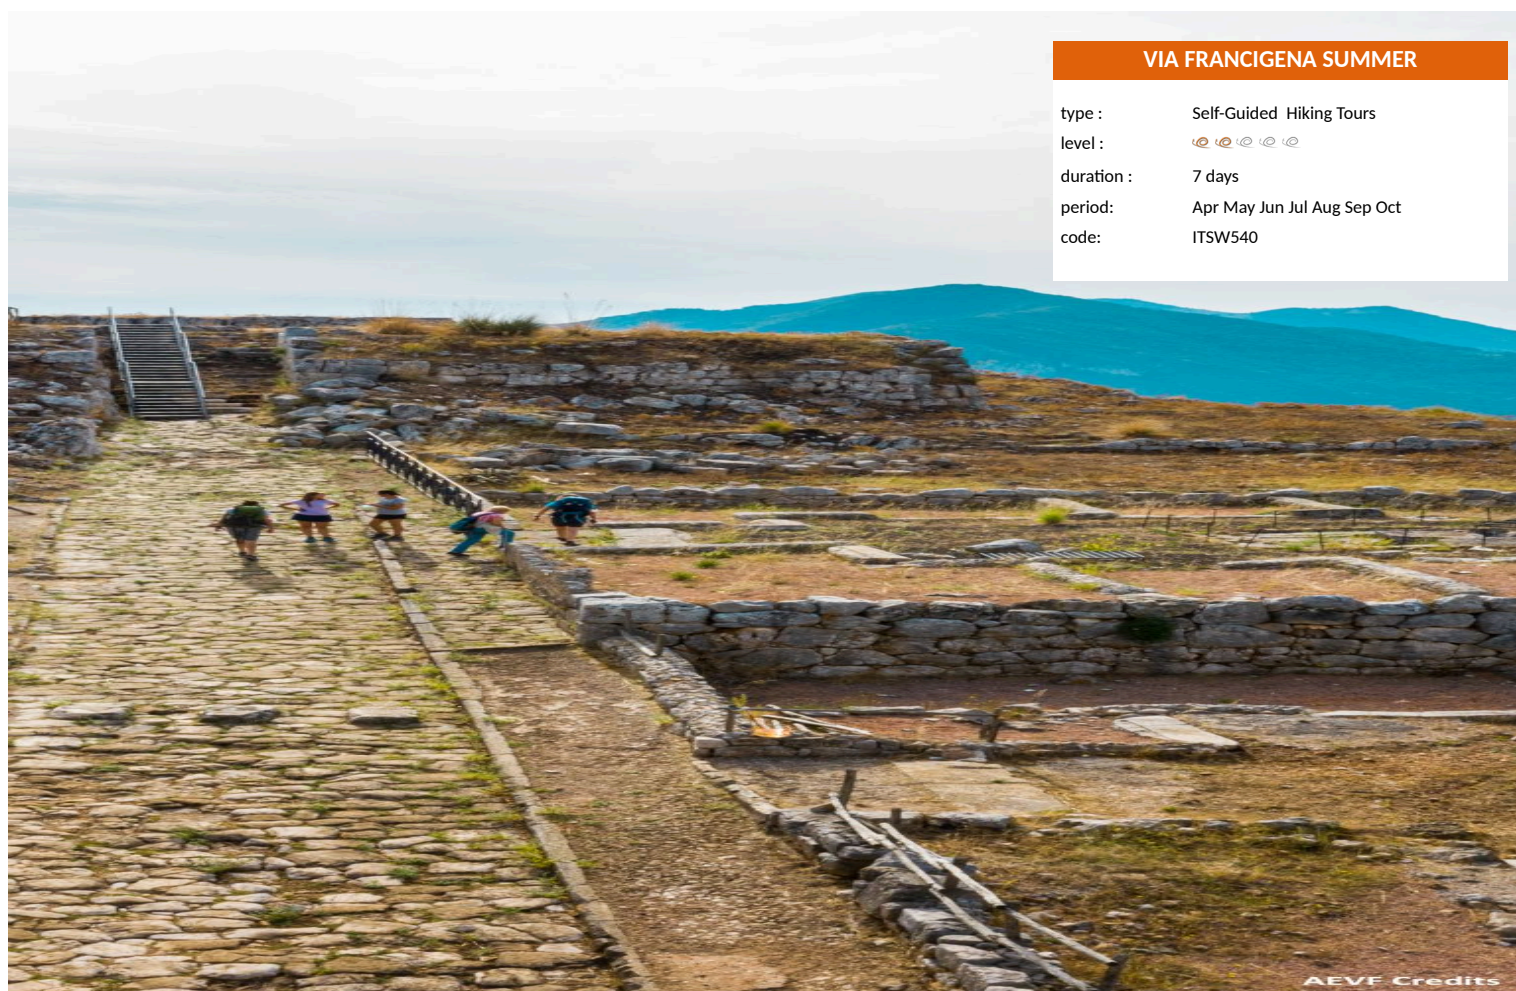 VIA FRANCIGENA SUMMER
type : Self-Guided  Hiking Tours
level :
duration : 7 days
period: Apr May Jun Jul Aug Sep Oct
code: ITSW540
AEVF Credits